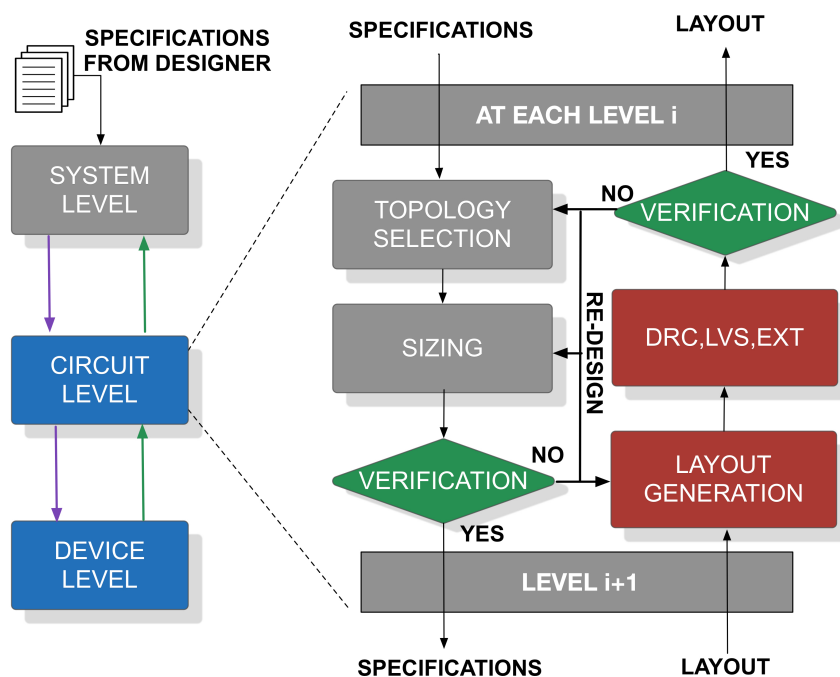 SPECIFICATIONS
FROM DESIGNER
SYSTEM
LEVEL
CIRCUIT
LEVEL
DEVICE
LEVEL
SPECIFICATIONS
LAYOUT
AT EACH LEVEL i
YES
NO
TOPOLOGY
SELECTION
VERIFICATION
RE-DESIGN
SIZING
DRC,LVS,EXT
NO
VERIFICATION
LAYOUT
GENERATION
YES
LEVEL i+1
SPECIFICATIONS
LAYOUT